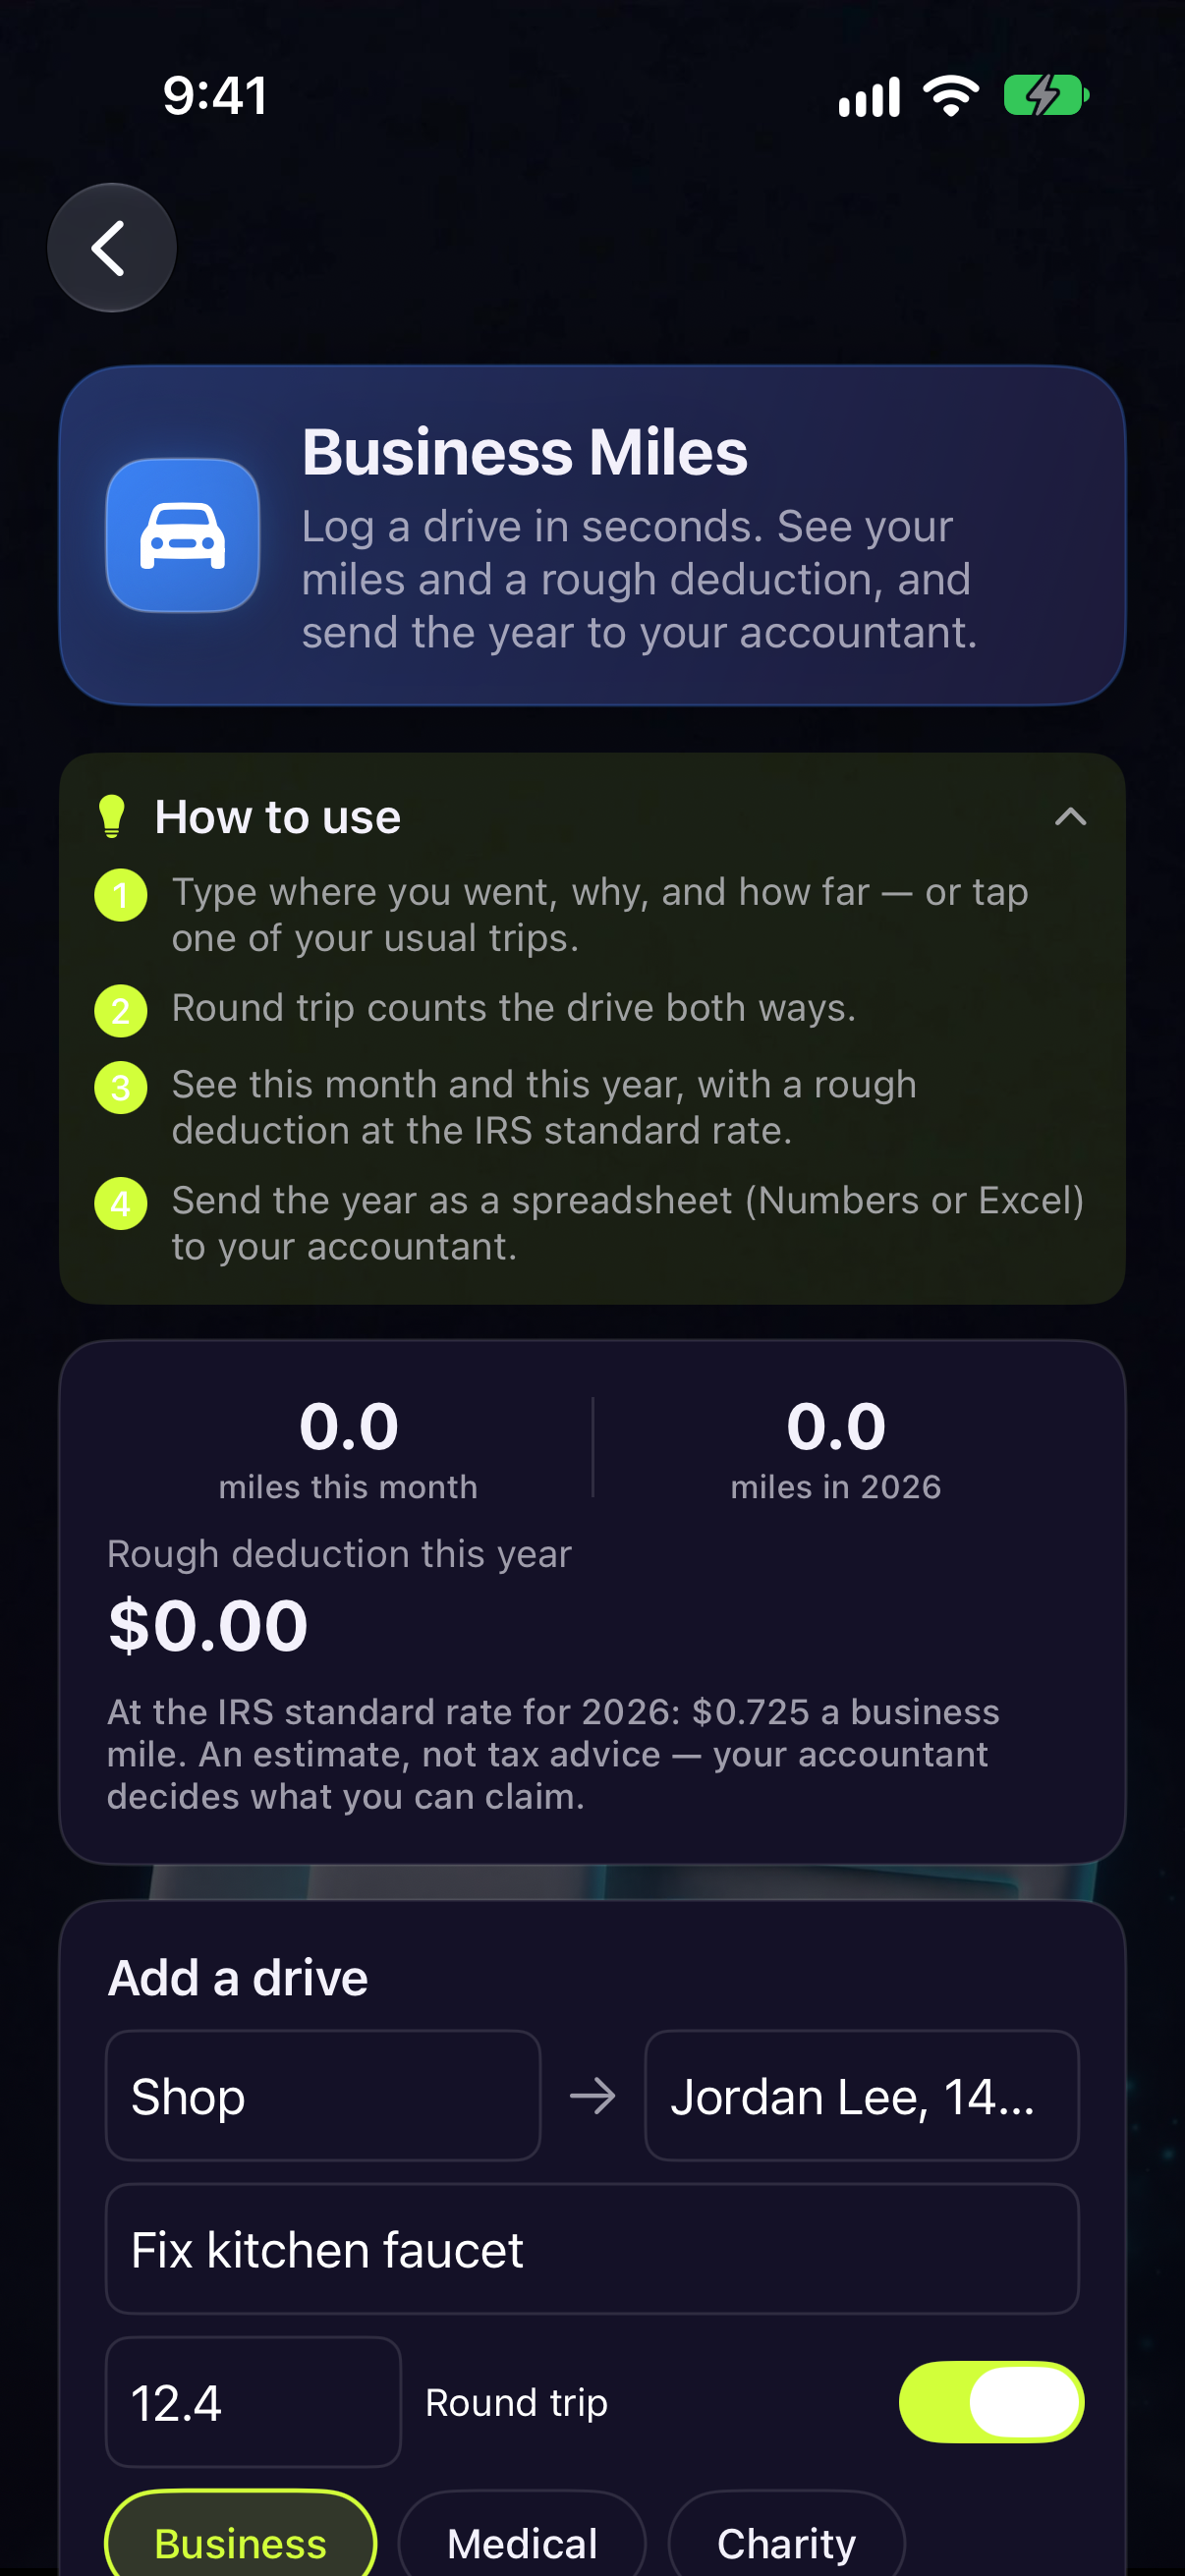 9:41
Business Miles
Log a drive in seconds. See your
miles and a rough deduction, and
send the year to your accountant.
How to use
1 Type where you went, why, and how far — or tap
one of your usual trips.
2 Round trip counts the drive both ways.
3 See this month and this year, with a rough
deduction at the IRS standard rate.
4 Send the year as a spreadsheet (Numbers or Excel)
to your accountant.
0.0 0.0
miles this month miles in 2026
Rough deduction this year
$0.00
At the IRS standard rate for 2026: $0.725 a business
mile. An estimate, not tax advice — your accountant
decides what you can claim.
Add a drive
Shop → Jordan Lee, 14...
Fix kitchen faucet
12.4 Round trip
Business Medical Charity